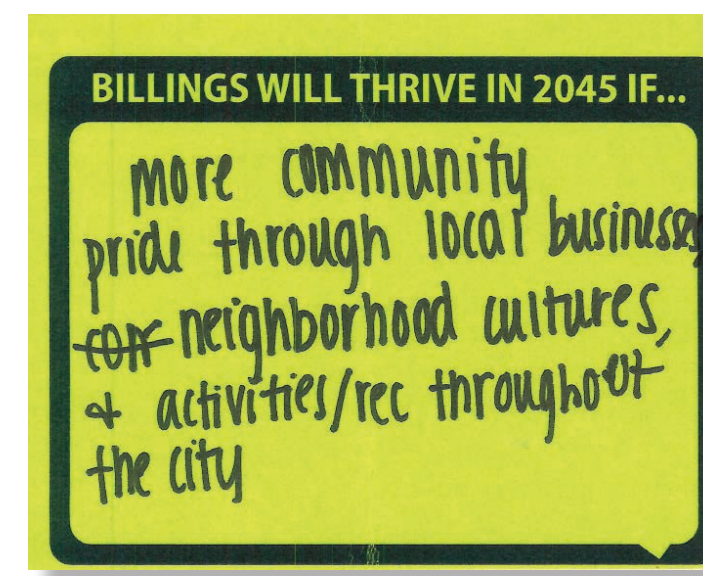 BILLINGS WILL THRIVE IN 2045 IF...
more community
pride through local businesses,
neighborhood cultures,
& activities/rec throughout
the city